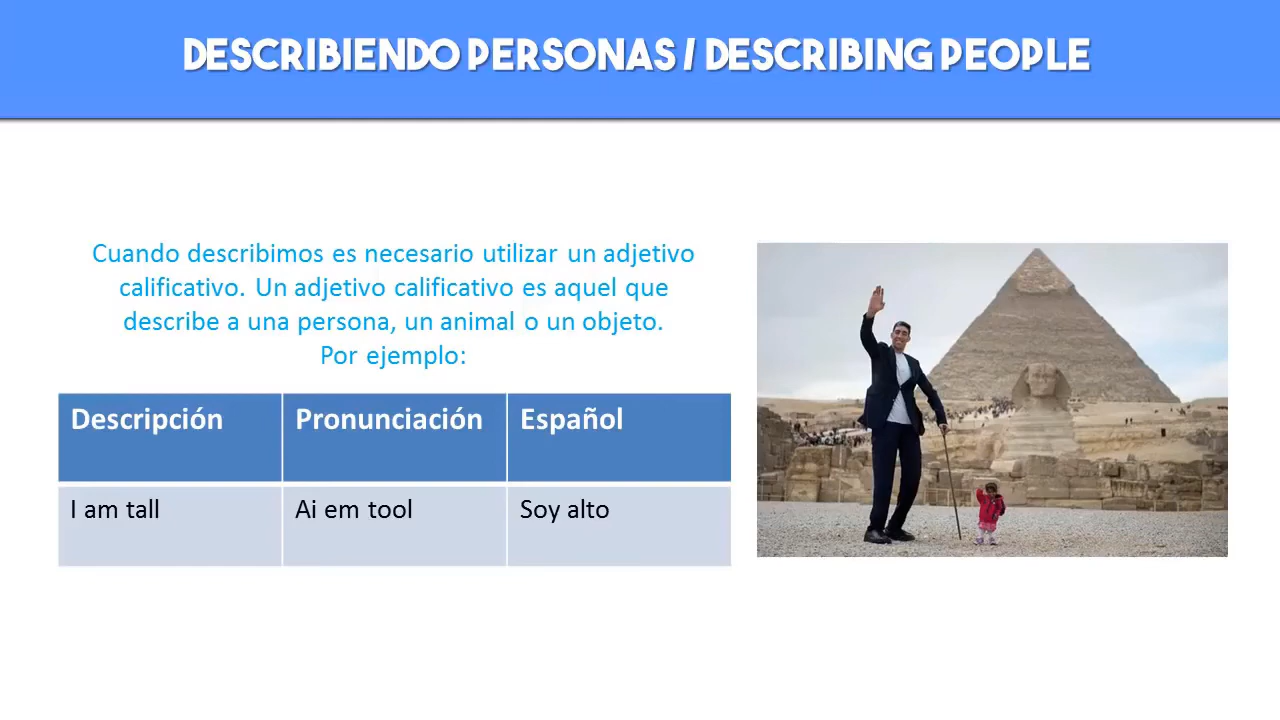 DESCRIBIENDO PERSONAS / DESCRIBING PEOPLE
Cuando describimos es necesario utilizar un adjetivo
calificativo. Un adjetivo calificativo es aquel que
describe a una persona, un animal o un objeto.
Por ejemplo:
Descripción Pronunciación Español
I am tall Ai em tool Soy alto